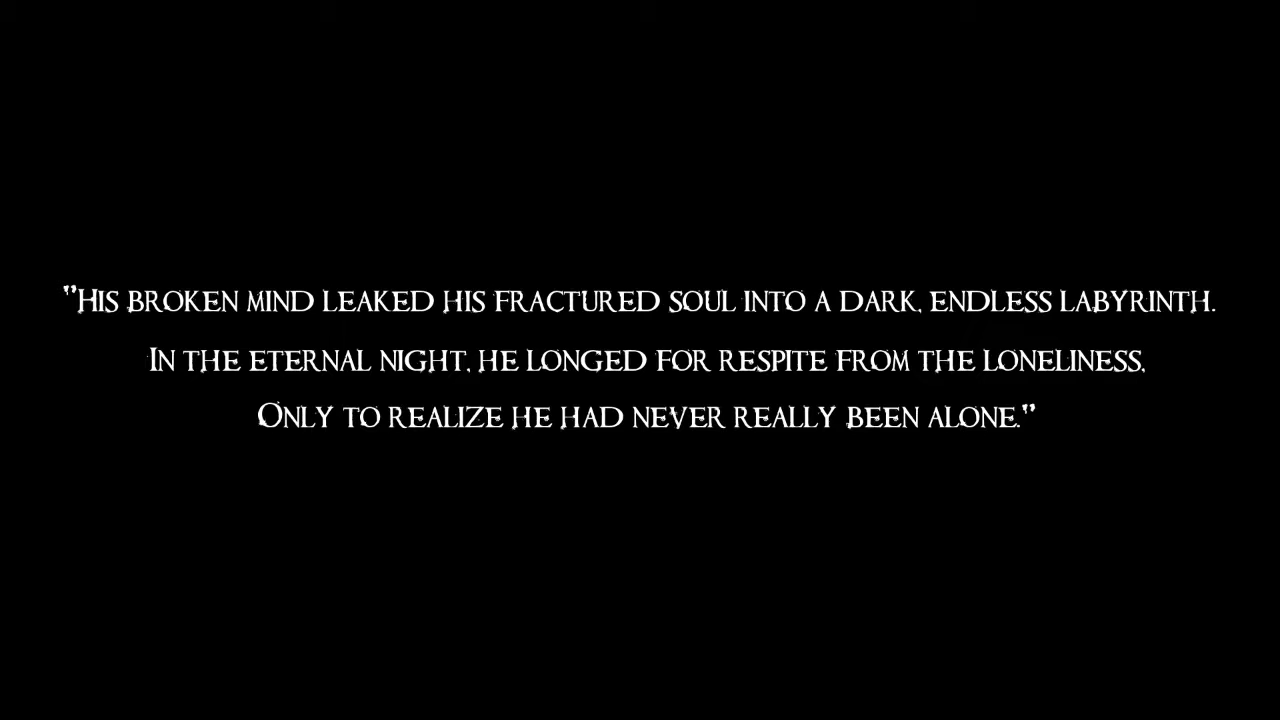 "His broken mind leaked his fractured soul into a dark, endless labyrinth.
In the eternal night, he longed for respite from the loneliness,
Only to realize he had never really been alone."